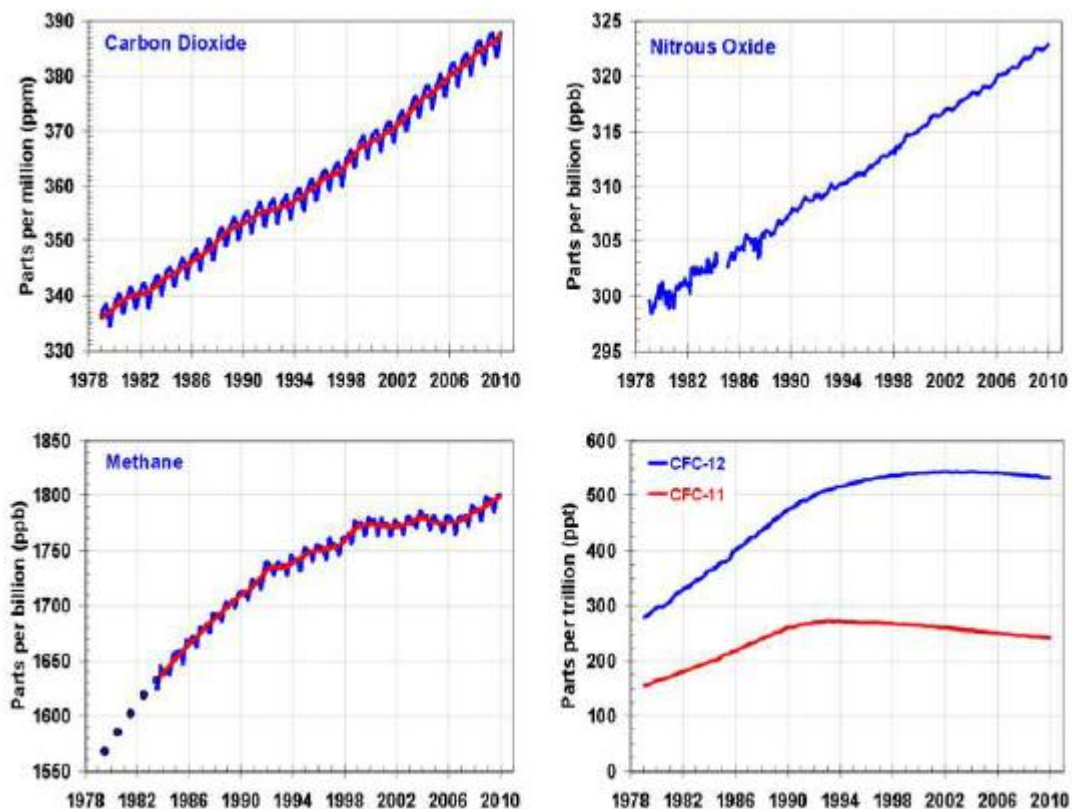 Carbon Dioxide
Parts per million (ppm)
390
380
370
360
350
340
330
1978 1982 1986 1990 1994 1998 2002 2006 2010
Nitrous Oxide
Parts per billion (ppb)
325
320
315
310
305
300
295
1978 1982 1986 1990 1994 1998 2002 2006 2010
Methane
Parts per billion (ppb)
1850
1800
1750
1700
1650
1600
1550
1978 1982 1986 1990 1994 1998 2002 2006 2010
CFC-12
CFC-11
Parts per trillion (ppt)
600
500
400
300
200
100
0
1978 1982 1986 1990 1994 1998 2002 2006 2010